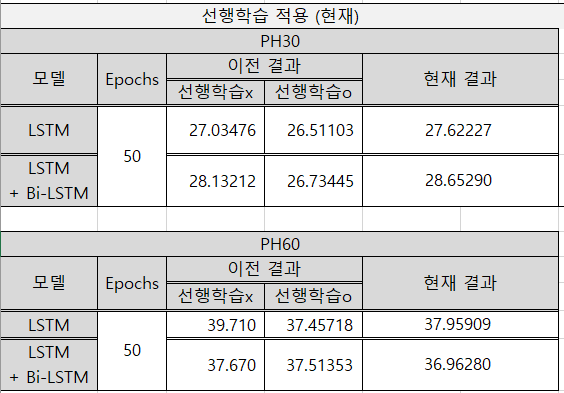 선행학습 적용 (현재)
PH30
모델 Epochs 이전 결과 현재 결과
선행학습x 선행학습o
LSTM 50 27.03476 26.51103 27.62227
LSTM
+ Bi-LSTM 28.13212 26.73445 28.65290
PH60
모델 Epochs 이전 결과 현재 결과
선행학습x 선행학습o
LSTM 50 39.710 37.45718 37.95909
LSTM
+ Bi-LSTM 37.670 37.51353 36.96280